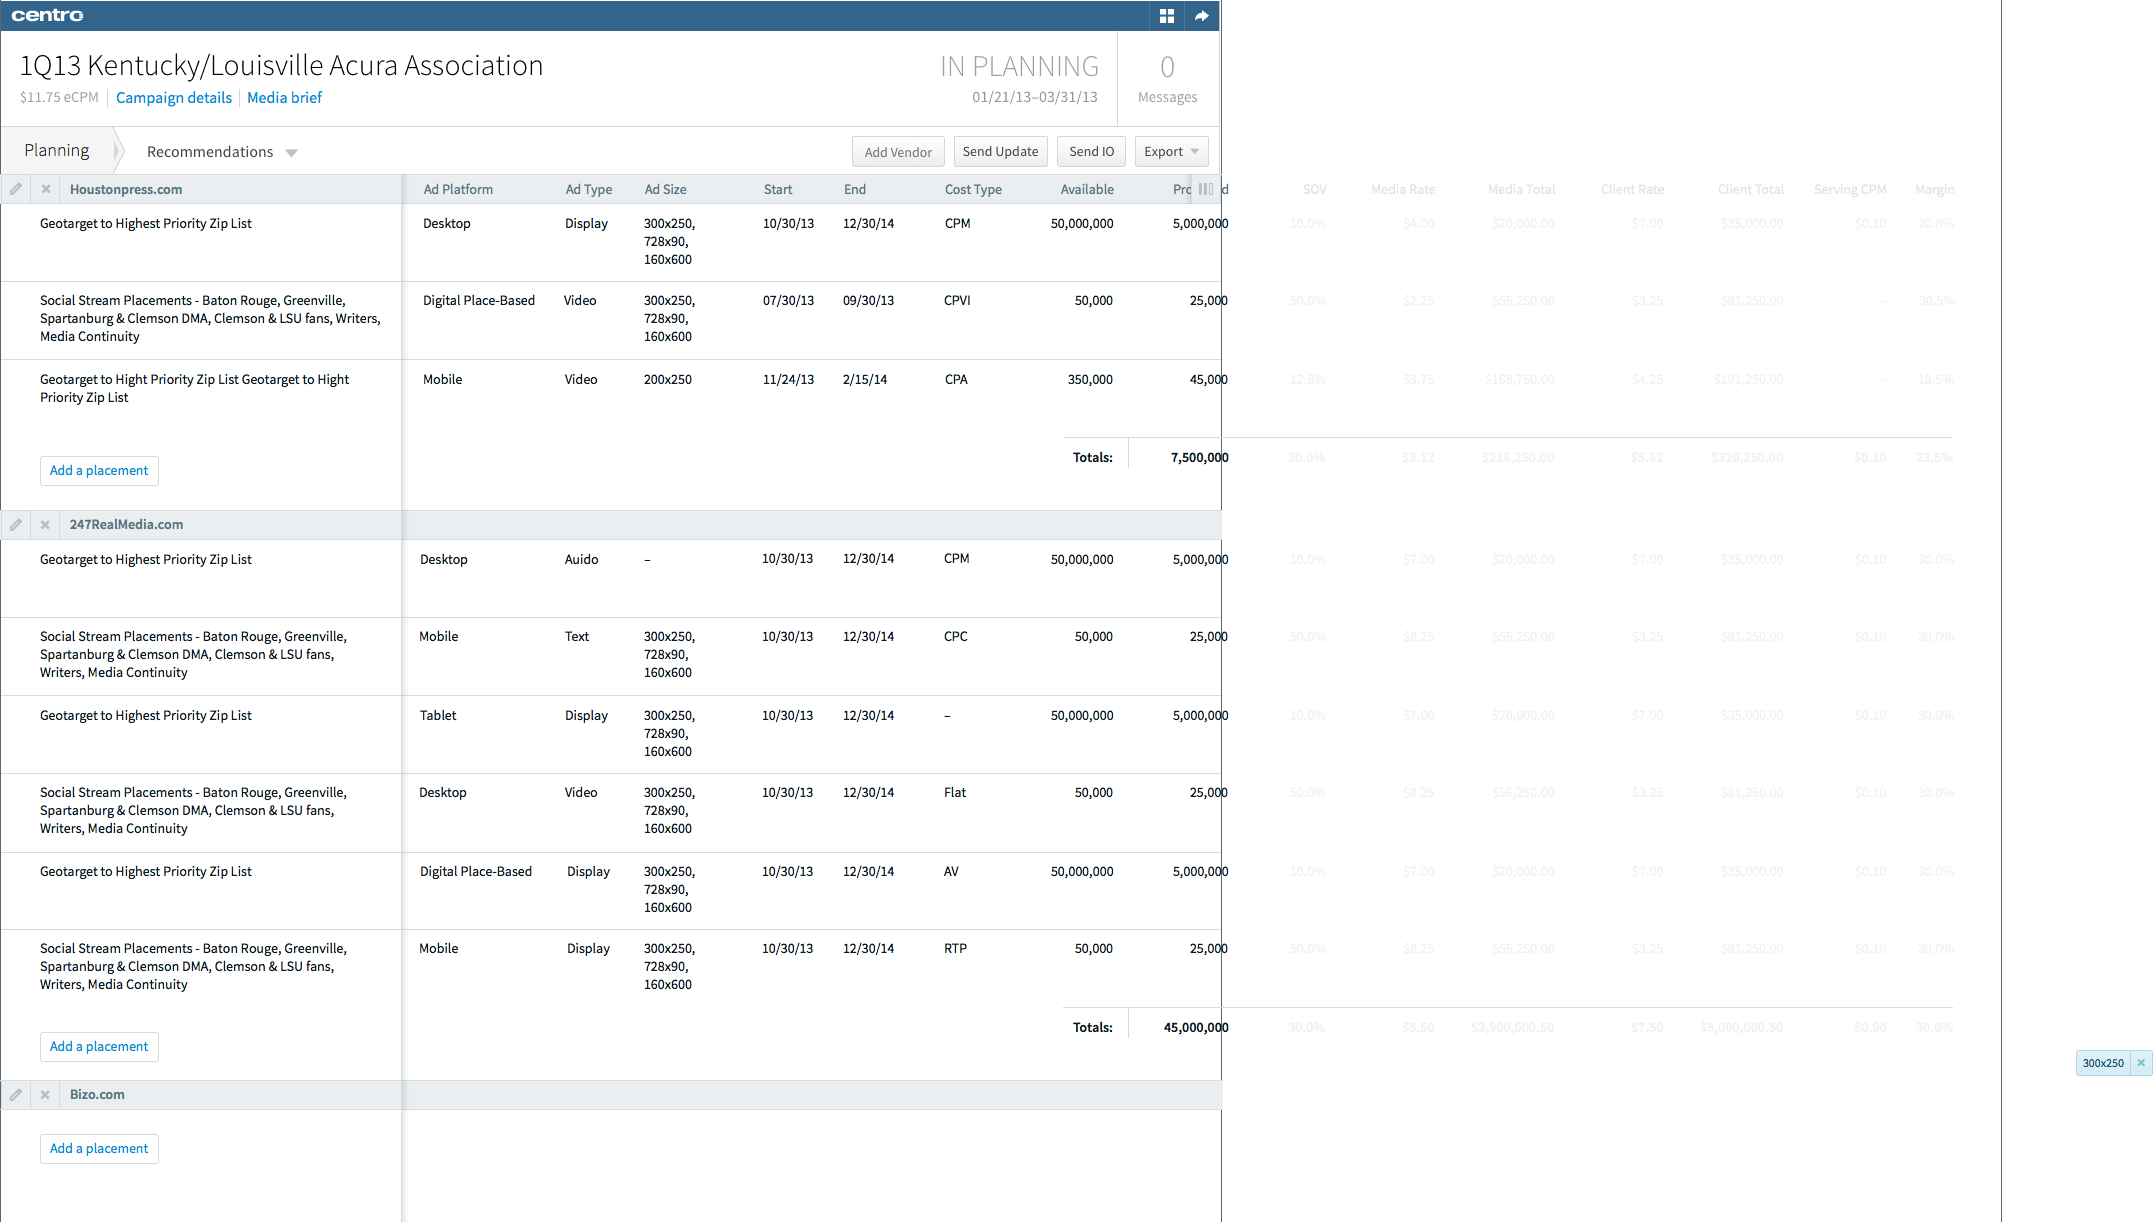 centro
1Q13 Kentucky/Louisville Acura Association
IN PLANNING
0
$11.75 eCPM Campaign details Media brief
01/21/13–03/31/13
Messages
Planning Recommendations Add Vendor Send Update Send IO Export
Houstonpress.com Ad Platform Ad Type Ad Size Start End Cost Type Available Pro d SOV Media Rate Media Total Client Rate Client Total Serving CPM Margin
Geotarget to Highest Priority Zip List Desktop Display 300x250, 10/30/13 12/30/14 CPM 50,000,000 5,000,000 10.0% $4.00 $20,000.00 $7.00 $35,000.00 $0.10 20.8%
728x90,
160x600
Social Stream Placements - Baton Rouge, Greenville, Digital Place-Based Video 300x250, 07/30/13 09/30/13 CPVI 50,000 25,000 50.0% $2.25 $56,250.00 $3.25 $81,250.00 – 30.5%
Spartanburg & Clemson DMA, Clemson & LSU fans, Writers, 728x90,
Media Continuity 160x600
Geotarget to Hight Priority Zip List Geotarget to Hight Mobile Video 200x250 11/24/13 2/15/14 CPA 350,000 45,000 12.8% $3.75 $168,750.00 $4.25 $191,250.00 – 18.5%
Priority Zip List
Totals: 7,500,000 30.0% $3.12 $216,250.00 $5.62 $326,250.00 $0.10 23.5%
Add a placement
247RealMedia.com
Geotarget to Highest Priority Zip List Desktop Auido – 10/30/13 12/30/14 CPM 50,000,000 5,000,000 10.0% $7.00 $20,000.00 $7.00 $35,000.00 $0.10 30.0%
Social Stream Placements - Baton Rouge, Greenville, Mobile Text 300x250, 10/30/13 12/30/14 CPC 50,000 25,000 50.0% $8.25 $56,250.00 $3.25 $81,250.00 $0.10 30.0%
Spartanburg & Clemson DMA, Clemson & LSU fans, 728x90,
Writers, Media Continuity 160x600
Geotarget to Highest Priority Zip List Tablet Display 300x250, 10/30/13 12/30/14 – 50,000,000 5,000,000 10.0% $7.00 $20,000.00 $7.00 $35,000.00 $0.10 30.0%
728x90,
160x600
Social Stream Placements - Baton Rouge, Greenville, Desktop Video 300x250, 10/30/13 12/30/14 Flat 50,000 25,000 50.0% $8.25 $56,250.00 $3.25 $81,250.00 $0.10 30.0%
Spartanburg & Clemson DMA, Clemson & LSU fans, 728x90,
Writers, Media Continuity 160x600
Geotarget to Highest Priority Zip List Digital Place-Based Display 300x250, 10/30/13 12/30/14 AV 50,000,000 5,000,000 10.0% $7.00 $20,000.00 $7.00 $35,000.00 $0.10 30.0%
728x90,
160x600
Social Stream Placements - Baton Rouge, Greenville, Mobile Display 300x250, 10/30/13 12/30/14 RTP 50,000 25,000 50.0% $8.25 $56,250.00 $3.25 $81,250.00 $0.10 30.0%
Spartanburg & Clemson DMA, Clemson & LSU fans, 728x90,
Writers, Media Continuity 160x600
Totals: 45,000,000 30.0% $5.50 $3,900,000.50 $7.50 $5,000,000.50 $0.90 30.0%
Add a placement
300x250
Bizo.com
Add a placement